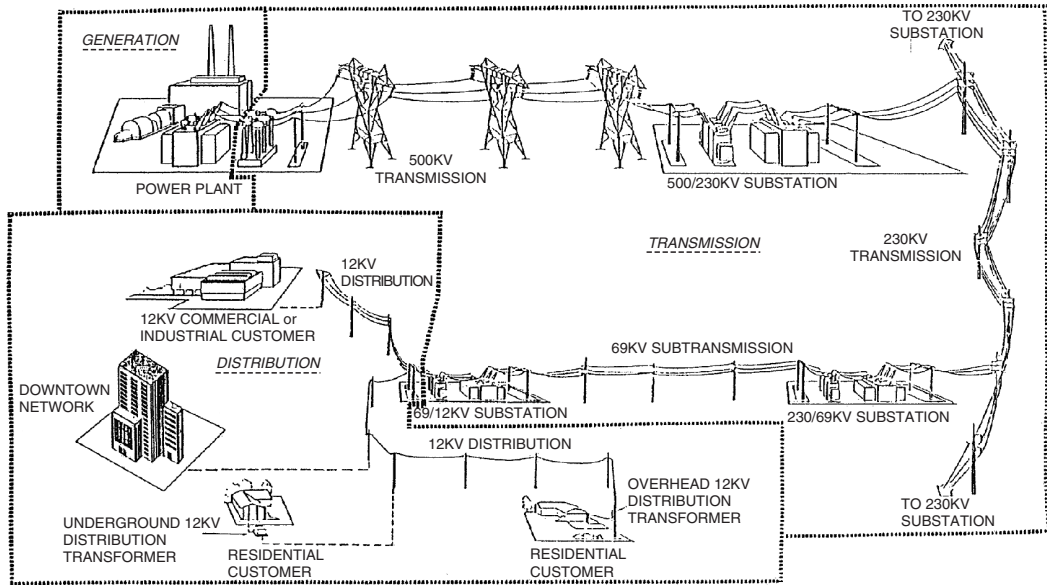 GENERATION
POWER PLANT
500KV
TRANSMISSION
500/230KV SUBSTATION
TO 230KV
SUBSTATION
TRANSMISSION
230KV
TRANSMISSION
12KV
DISTRIBUTION
12KV COMMERCIAL or
INDUSTRIAL CUSTOMER
DISTRIBUTION
69KV SUBTRANSMISSION
DOWNTOWN
NETWORK
69/12KV SUBSTATION
230/69KV SUBSTATION
12KV DISTRIBUTION
OVERHEAD 12KV
DISTRIBUTION
TRANSFORMER
TO 230KV
SUBSTATION
UNDERGROUND 12KV
DISTRIBUTION
TRANSFORMER
RESIDENTIAL
CUSTOMER
RESIDENTIAL
CUSTOMER